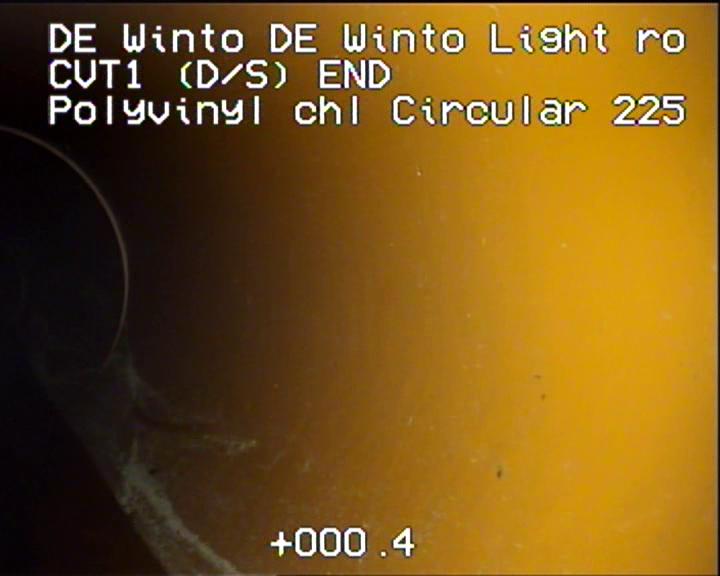 DE Winto DE Winto Light ro
CVT1 (D/S) END
Polyvinyl chl Circular 225
+000.4